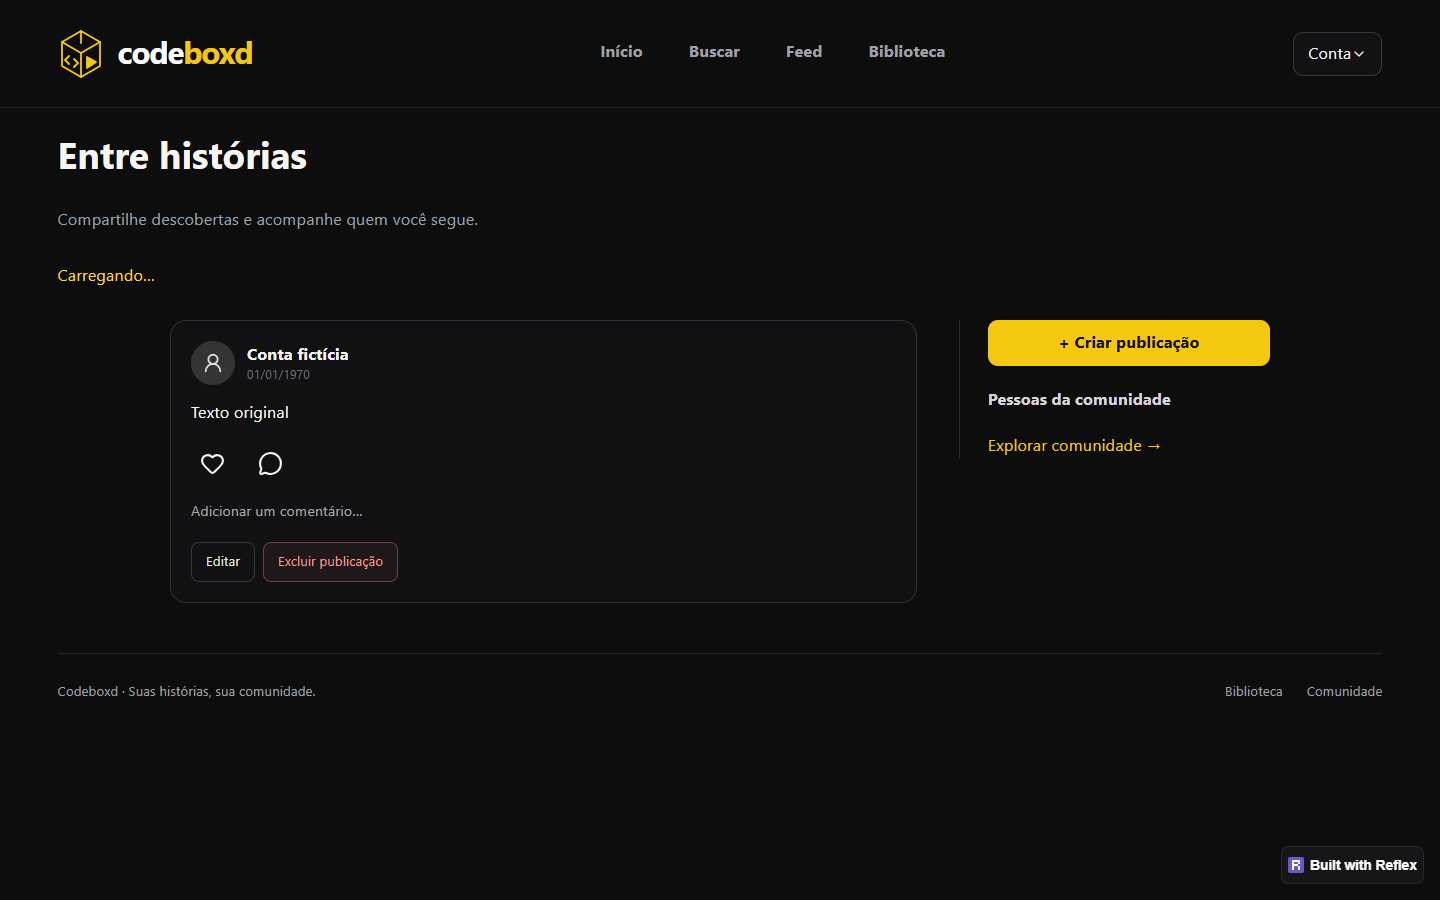 codeboxd
Início Buscar Feed Biblioteca
Conta
Entre histórias
Compartilhe descobertas e acompanhe quem você segue.
Carregando...
Conta fictícia
01/01/1970
Texto original
Adicionar um comentário...
Editar Excluir publicação
+ Criar publicação
Pessoas da comunidade
Explorar comunidade →
Codeboxd · Suas histórias, sua comunidade.
Biblioteca Comunidade
R Built with Reflex